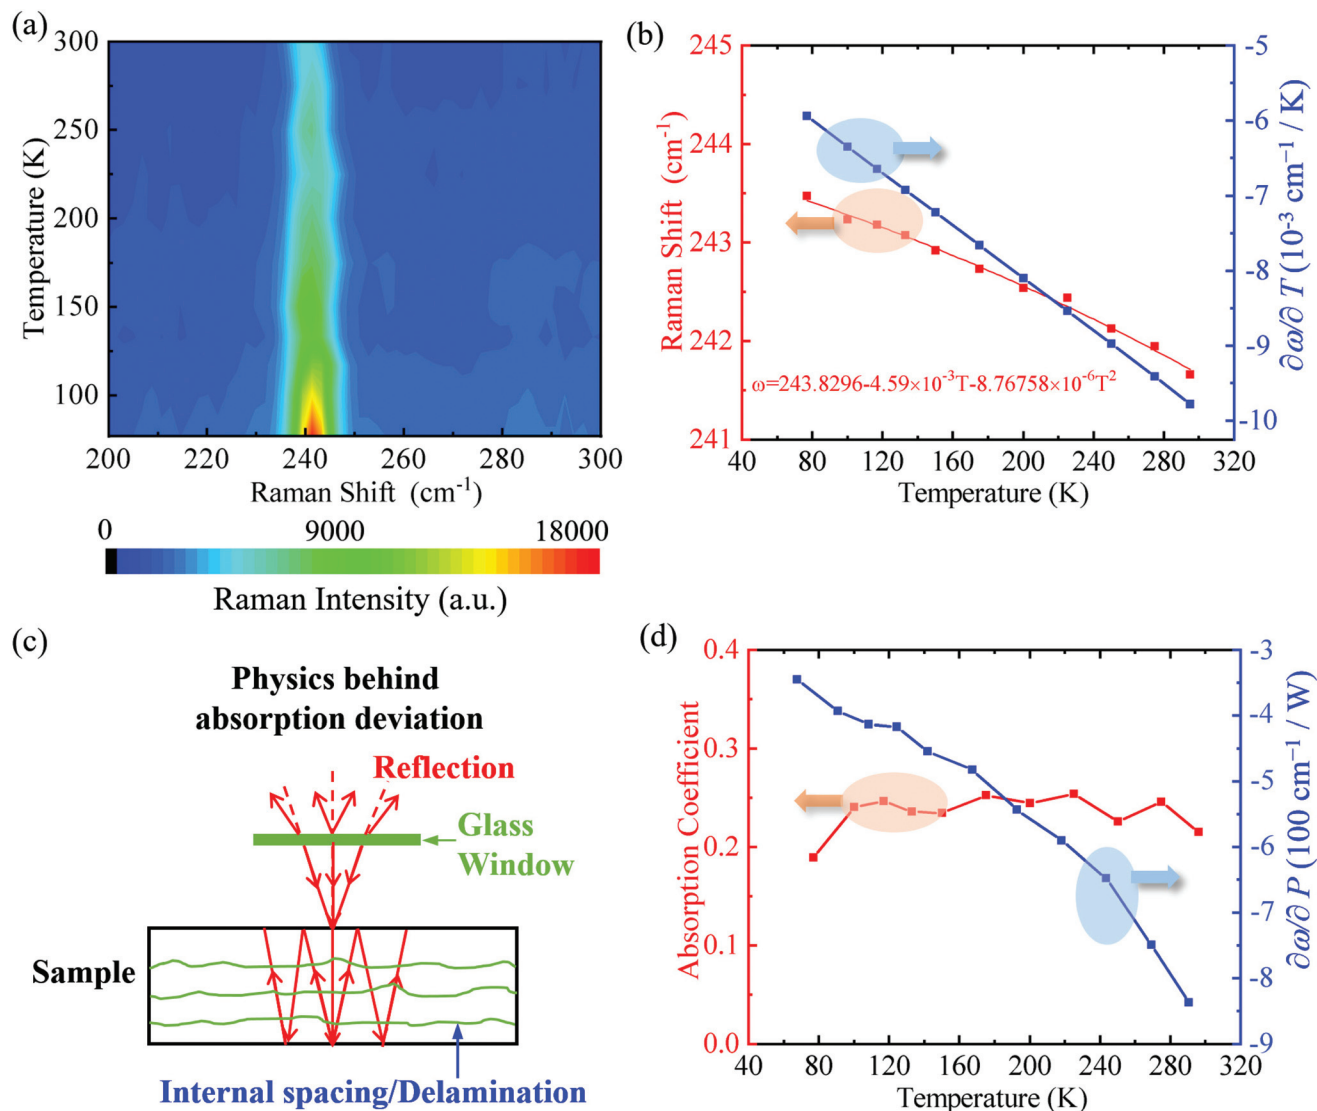 (a)
300
250
200
150
100
Temperature (K)
200 220 240 260 280 300
Raman Shift (cm⁻¹)
0 9000 18000
Raman Intensity (a.u.)
(b)
245
244
243
242
241
Raman Shift (cm⁻¹)
-5
-6
-7
-8
-9
-10
∂ω/∂ T (10⁻³ cm⁻¹ / K)
ω=243.8296-4.59×10⁻³T-8.76758×10⁻⁶T²
40 80 120 160 200 240 280 320
Temperature (K)
(c)
Physics behind
absorption deviation
Reflection
Glass
Window
Sample
Internal spacing/Delamination
(d)
0.4
0.3
0.2
0.1
0.0
Absorption Coefficient
-3
-4
-5
-6
-7
-8
-9
∂ω/∂ P (100 cm⁻¹ / W)
40 80 120 160 200 240 280 320
Temperature (K)